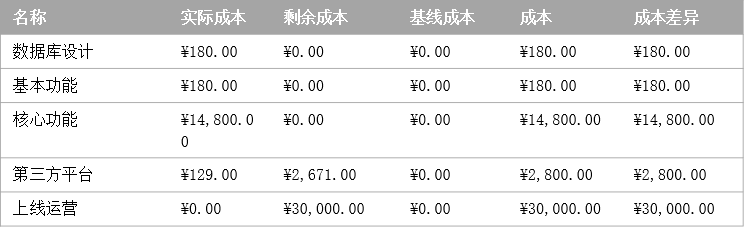 名称 实际成本 剩余成本 基线成本 成本 成本差异
数据库设计 ¥180.00 ¥0.00 ¥0.00 ¥180.00 ¥180.00
基本功能 ¥180.00 ¥0.00 ¥0.00 ¥180.00 ¥180.00
核心功能 ¥14,800.0 ¥0.00 ¥0.00 ¥14,800.00 ¥14,800.00
0
第三方平台 ¥129.00 ¥2,671.00 ¥0.00 ¥2,800.00 ¥2,800.00
上线运营 ¥0.00 ¥30,000.00 ¥0.00 ¥30,000.00 ¥30,000.00